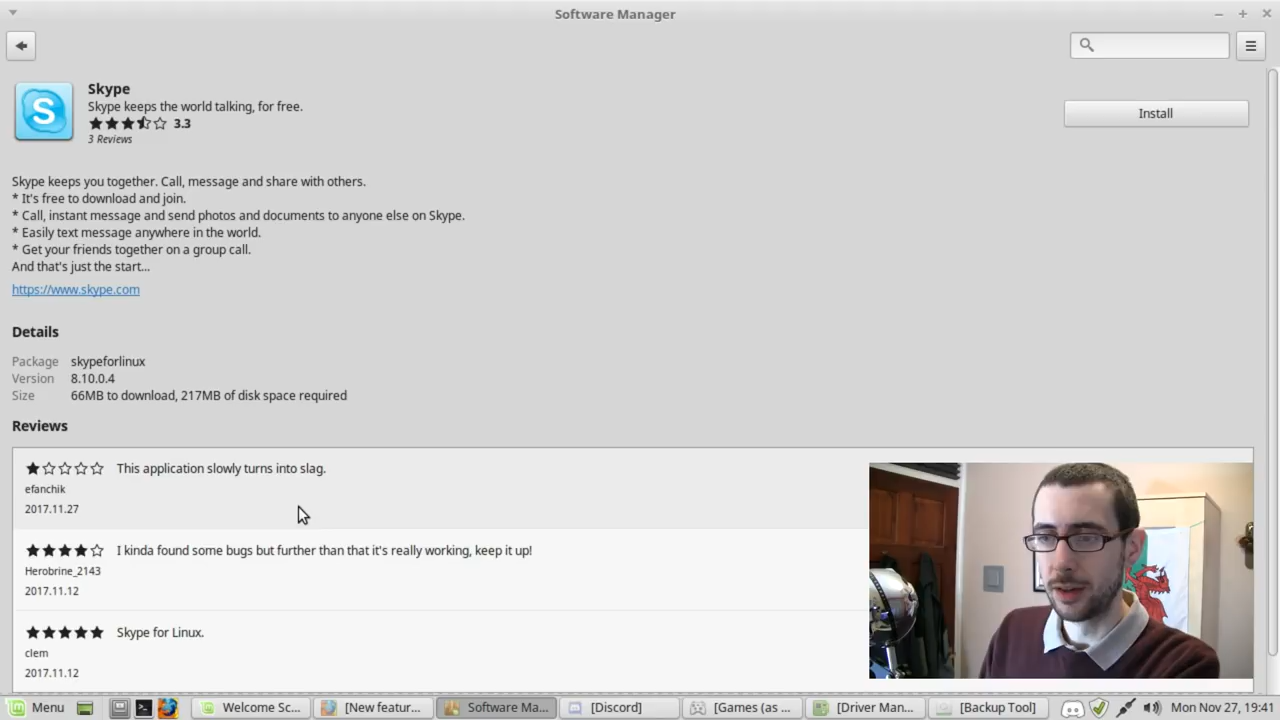 Software Manager
Skype
Skype keeps the world talking, for free.
3.3
3 Reviews
Install
Skype keeps you together. Call, message and share with others.
* It's free to download and join.
* Call, instant message and send photos and documents to anyone else on Skype.
* Easily text message anywhere in the world.
* Get your friends together on a group call.
And that's just the start...
https://www.skype.com
Details
Package skypeforlinux
Version 8.10.0.4
Size 66MB to download, 217MB of disk space required
Reviews
This application slowly turns into slag.
efanchik
2017.11.27
I kinda found some bugs but further than that it's really working, keep it up!
Herobrine_2143
2017.11.12
Skype for Linux.
clem
2017.11.12
Menu Welcome Sc... [New featur... Software Ma... [Discord] [Games (as ... [Driver Man... [Backup Tool] Mon Nov 27, 19:41